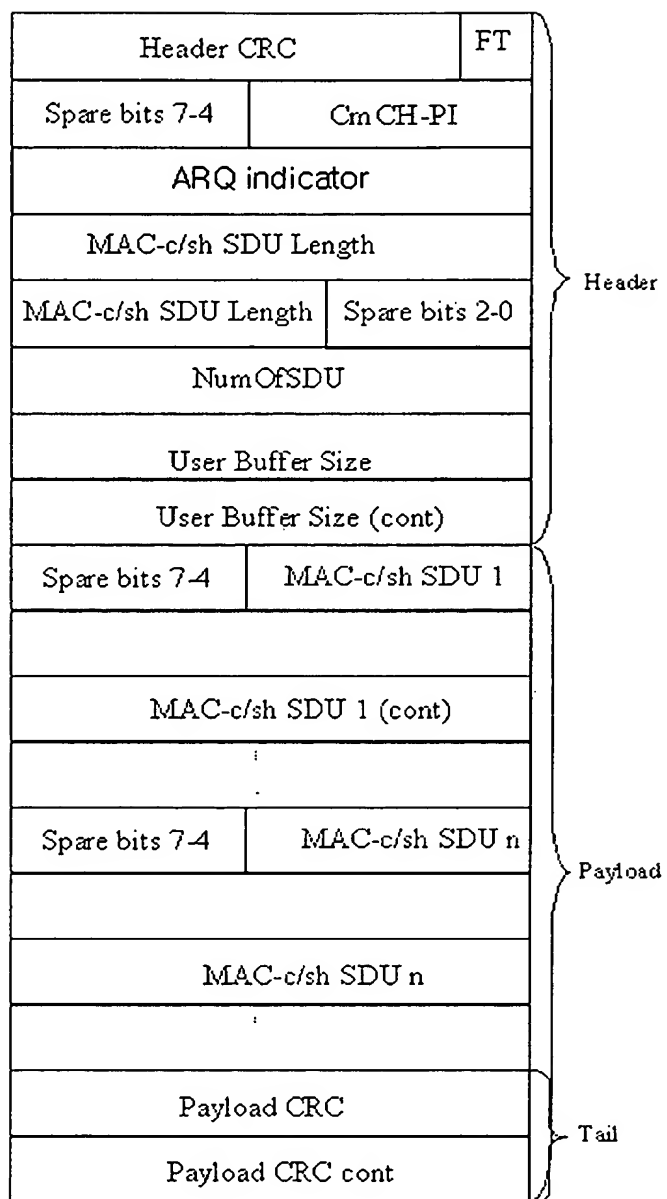 Header CRC FT
Spare bits 7-4 CmCH-PI
ARQ indicator
MAC-c/sh SDU Length
MAC-c/sh SDU Length Spare bits 2-0
Header
NumOfSDU
User Buffer Size
User Buffer Size (cont)
Spare bits 7-4 MAC-c/sh SDU 1
MAC-c/sh SDU 1 (cont)
Spare bits 7-4 MAC-c/sh SDU n
Payload
MAC-c/sh SDU n
Payload CRC
Tail
Payload CRC cont